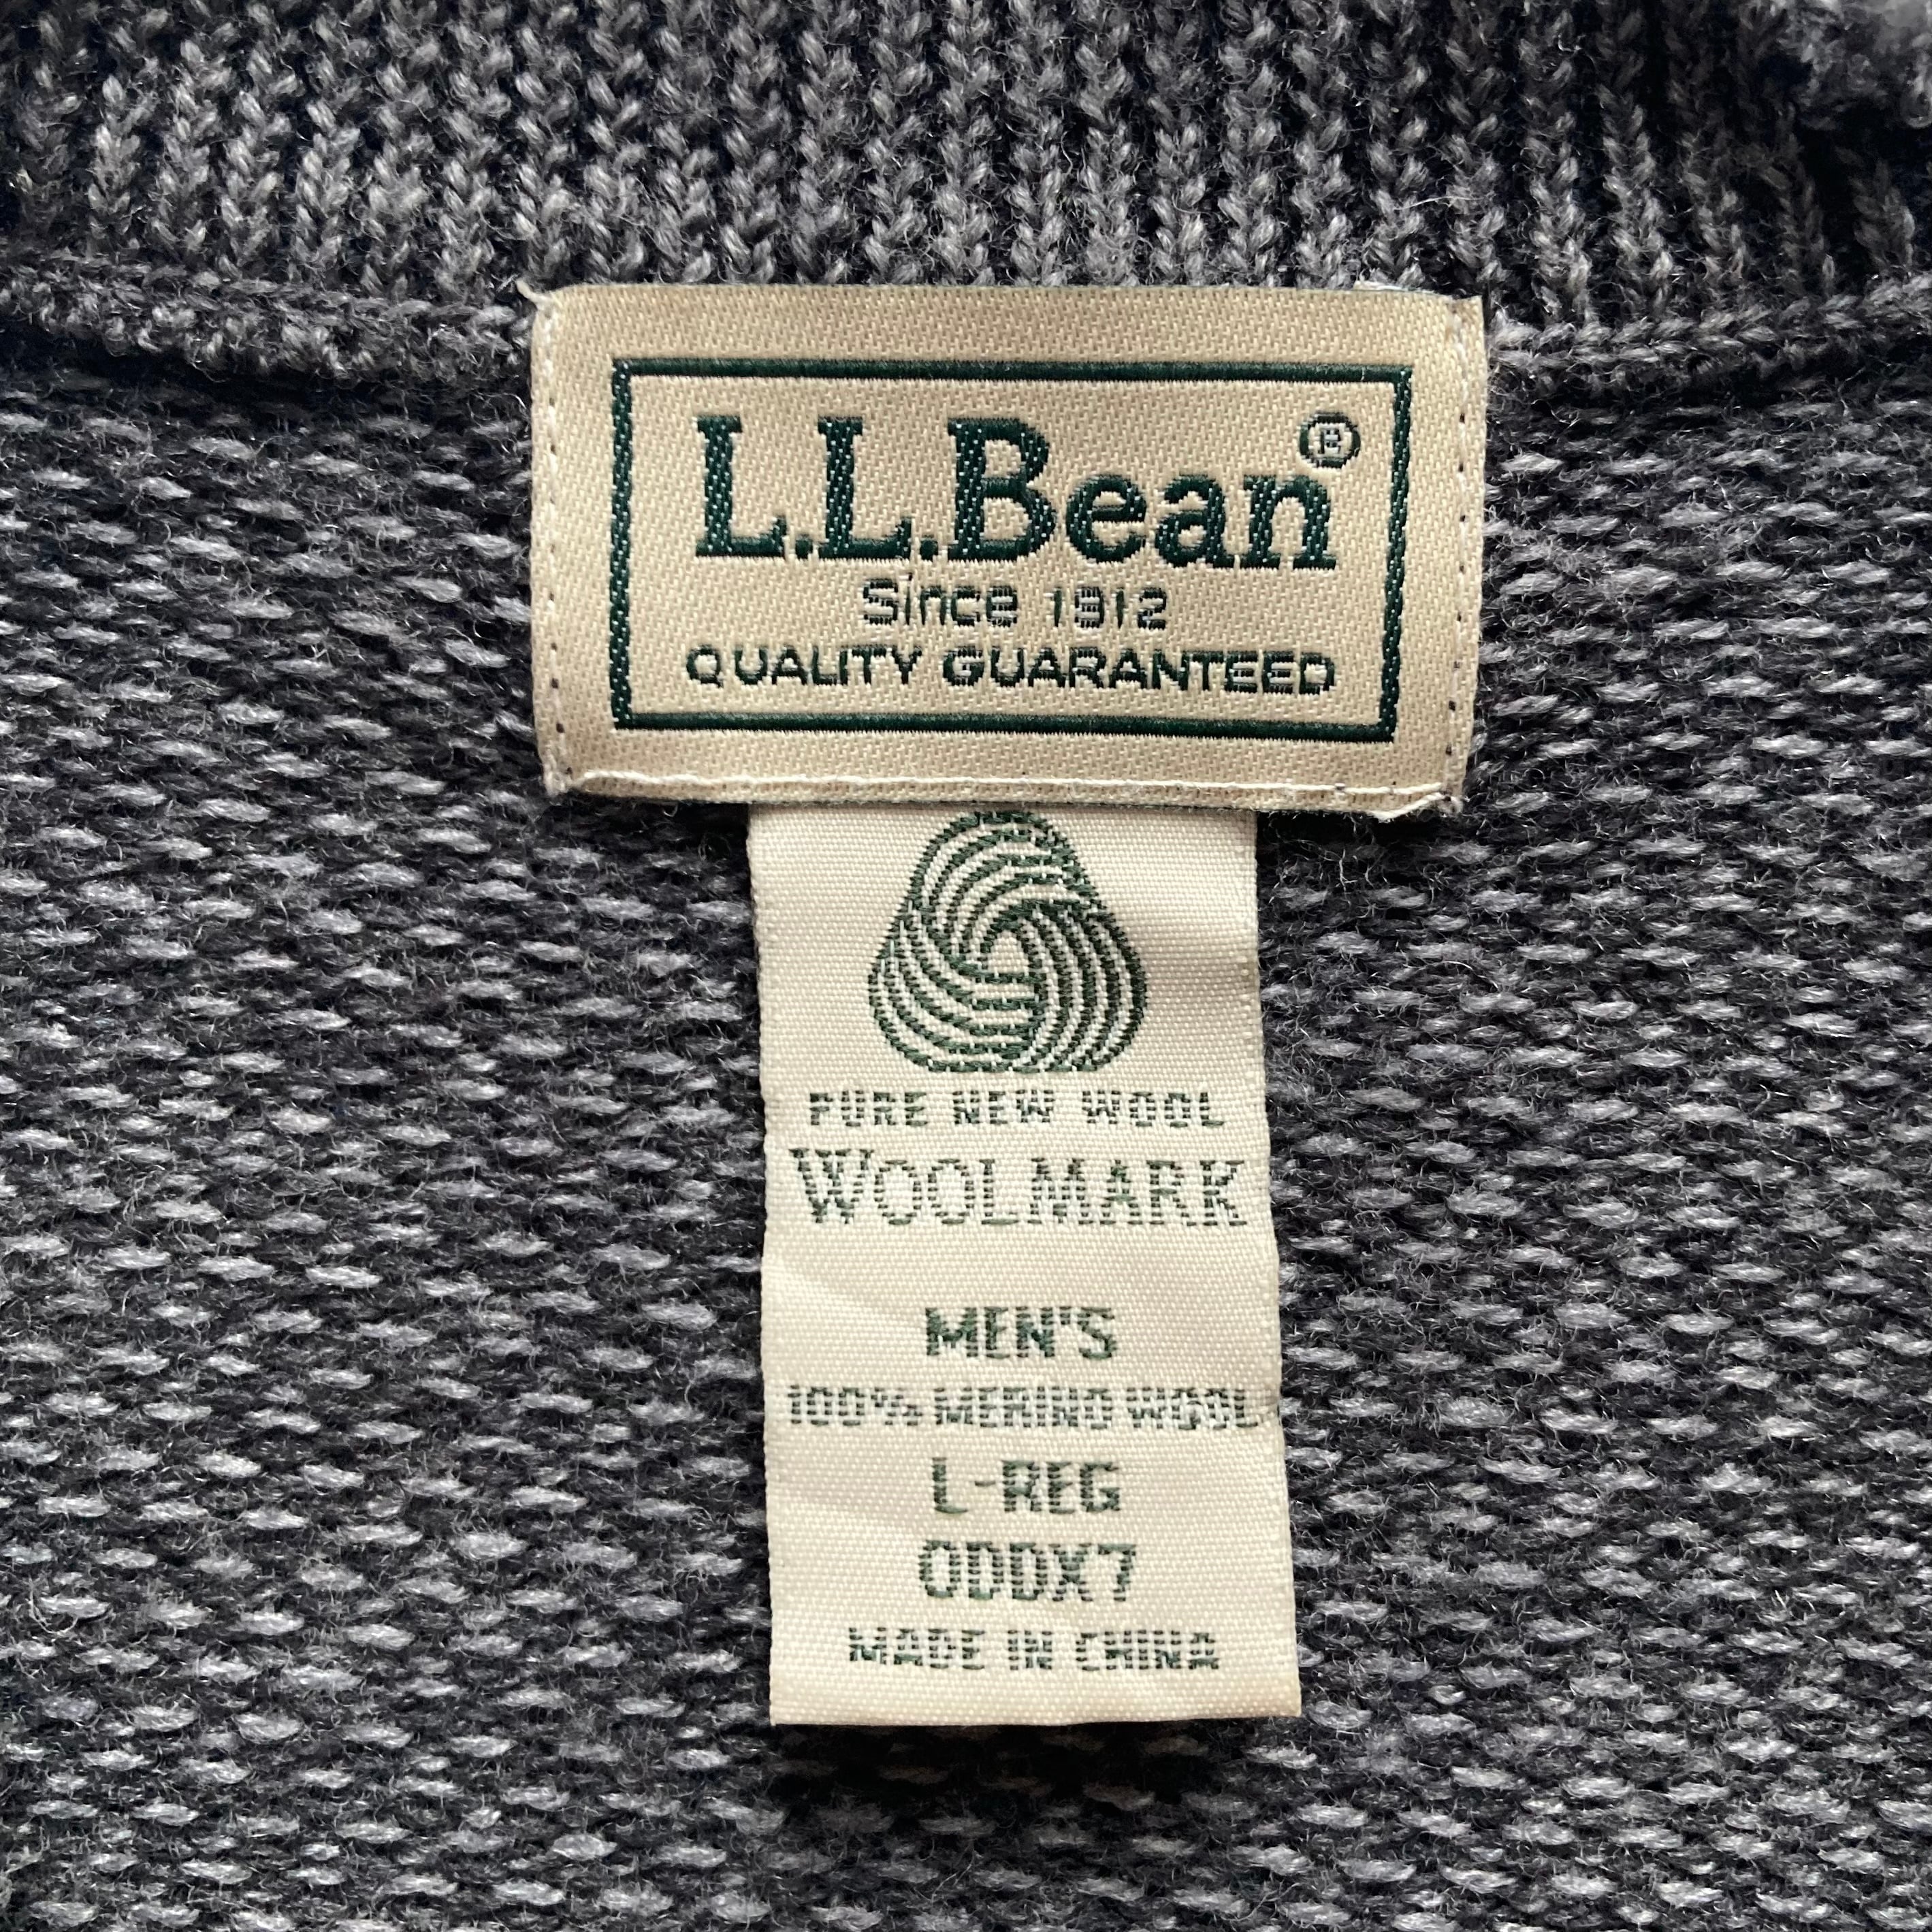 L.L.Bean®
Since 1912
QUALITY GUARANTEED
PURE NEW WOOL
WOOLMARK
MEN'S
100% MERINO WOOL
L-REG
0DDX7
MADE IN CHINA